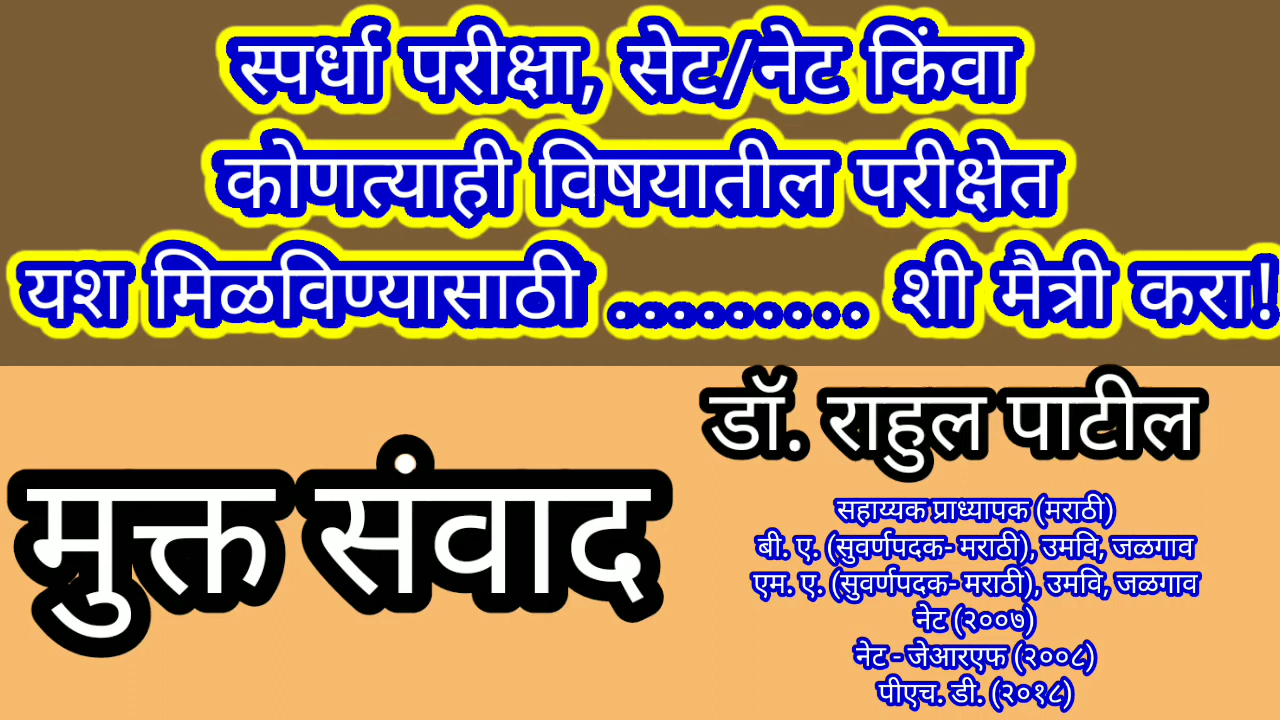 स्पर्धा परीक्षा, सेट/नेट किंवा
कोणत्याही विषयातील परीक्षेत
यश मिळविण्यासाठी .......... शी मैत्री करा!
मुक्त संवाद
डॉ. राहुल पाटील
सहाय्यक प्राध्यापक (मराठी)
बी. ए. (सुवर्णपदक- मराठी), उमवि, जळगाव
एम. ए. (सुवर्णपदक- मराठी), उमवि, जळगाव
नेट (२००७)
नेट - जेआरएफ (२००८)
पीएच. डी. (२०१८)